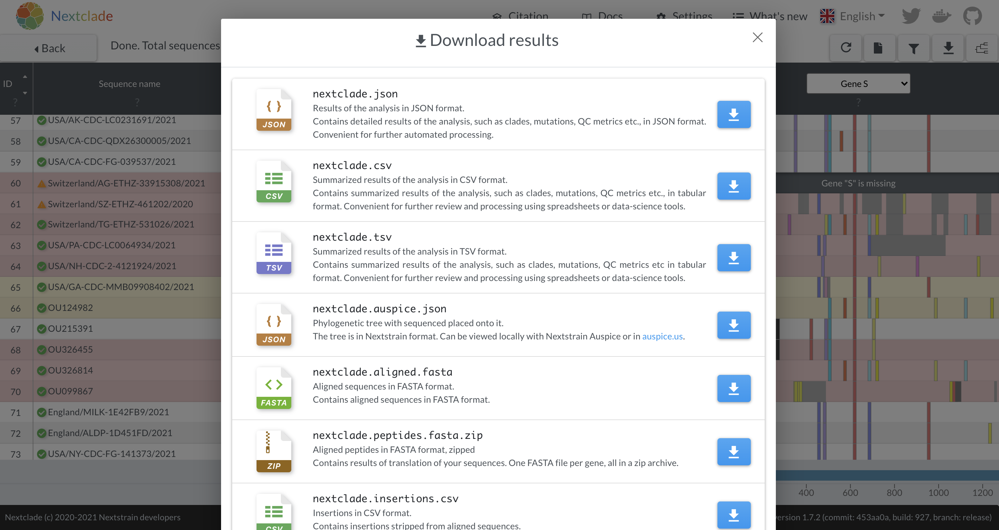 Nextclade
Citation
Docs
Settings
What's new
English
Back
Done. Total sequences
Download results
ID
Sequence name
Gene S
?
?
?
57 USA/AK-CDC-LC0231691/2021
58 USA/CA-CDC-QDX26300005/2021
59 USA/CA-CDC-FG-039537/2021
60 Switzerland/AG-ETHZ-33915308/2021
61 Switzerland/SZ-ETHZ-461202/2020
62 Switzerland/TG-ETHZ-531026/2021
63 USA/PA-CDC-LC0064934/2021
64 USA/NH-CDC-2-4121924/2021
65 USA/GA-CDC-MMB09908402/2021
66 OU124982
67 OU215391
68 OU326455
69 OU326814
70 OU099867
71 England/MILK-1E42FB9/2021
72 England/ALDP-1D451FD/2021
73 USA/NY-CDC-FG-141373/2021
nextclade.json
Results of the analysis in JSON format.
Contains detailed results of the analysis, such as clades, mutations, QC metrics etc., in JSON format.
Convenient for further automated processing.
JSON
nextclade.csv
Summarized results of the analysis in CSV format.
Contains summarized results of the analysis, such as clades, mutations, QC metrics etc., in tabular
format. Convenient for further review and processing using spreadsheets or data-science tools.
CSV
nextclade.tsv
Summarized results of the analysis in TSV format.
Contains summarized results of the analysis, such as clades, mutations, QC metrics etc in tabular
format. Convenient for further review and processing using spreadsheets or data-science tools.
TSV
nextclade.auspice.json
Phylogenetic tree with sequenced placed onto it.
The tree is in Nextstrain format. Can be viewed locally with Nextstrain Auspice or in auspice.us.
JSON
nextclade.aligned.fasta
Aligned sequences in FASTA format.
Contains aligned sequences in FASTA format.
FASTA
nextclade.peptides.fasta.zip
Aligned peptides in FASTA format, zipped
Contains results of translation of your sequences. One FASTA file per gene, all in a zip archive.
ZIP
nextclade.insertions.csv
Insertions in CSV format.
Contains insertions stripped from aligned sequences.
CSV
Gene "S" is missing
400 600 800 1000 1200
Nextclade (c) 2020-2021 Nextstrain developers
ersion 1.7.2 (commit: 453aa0a, build: 927, branch: release)